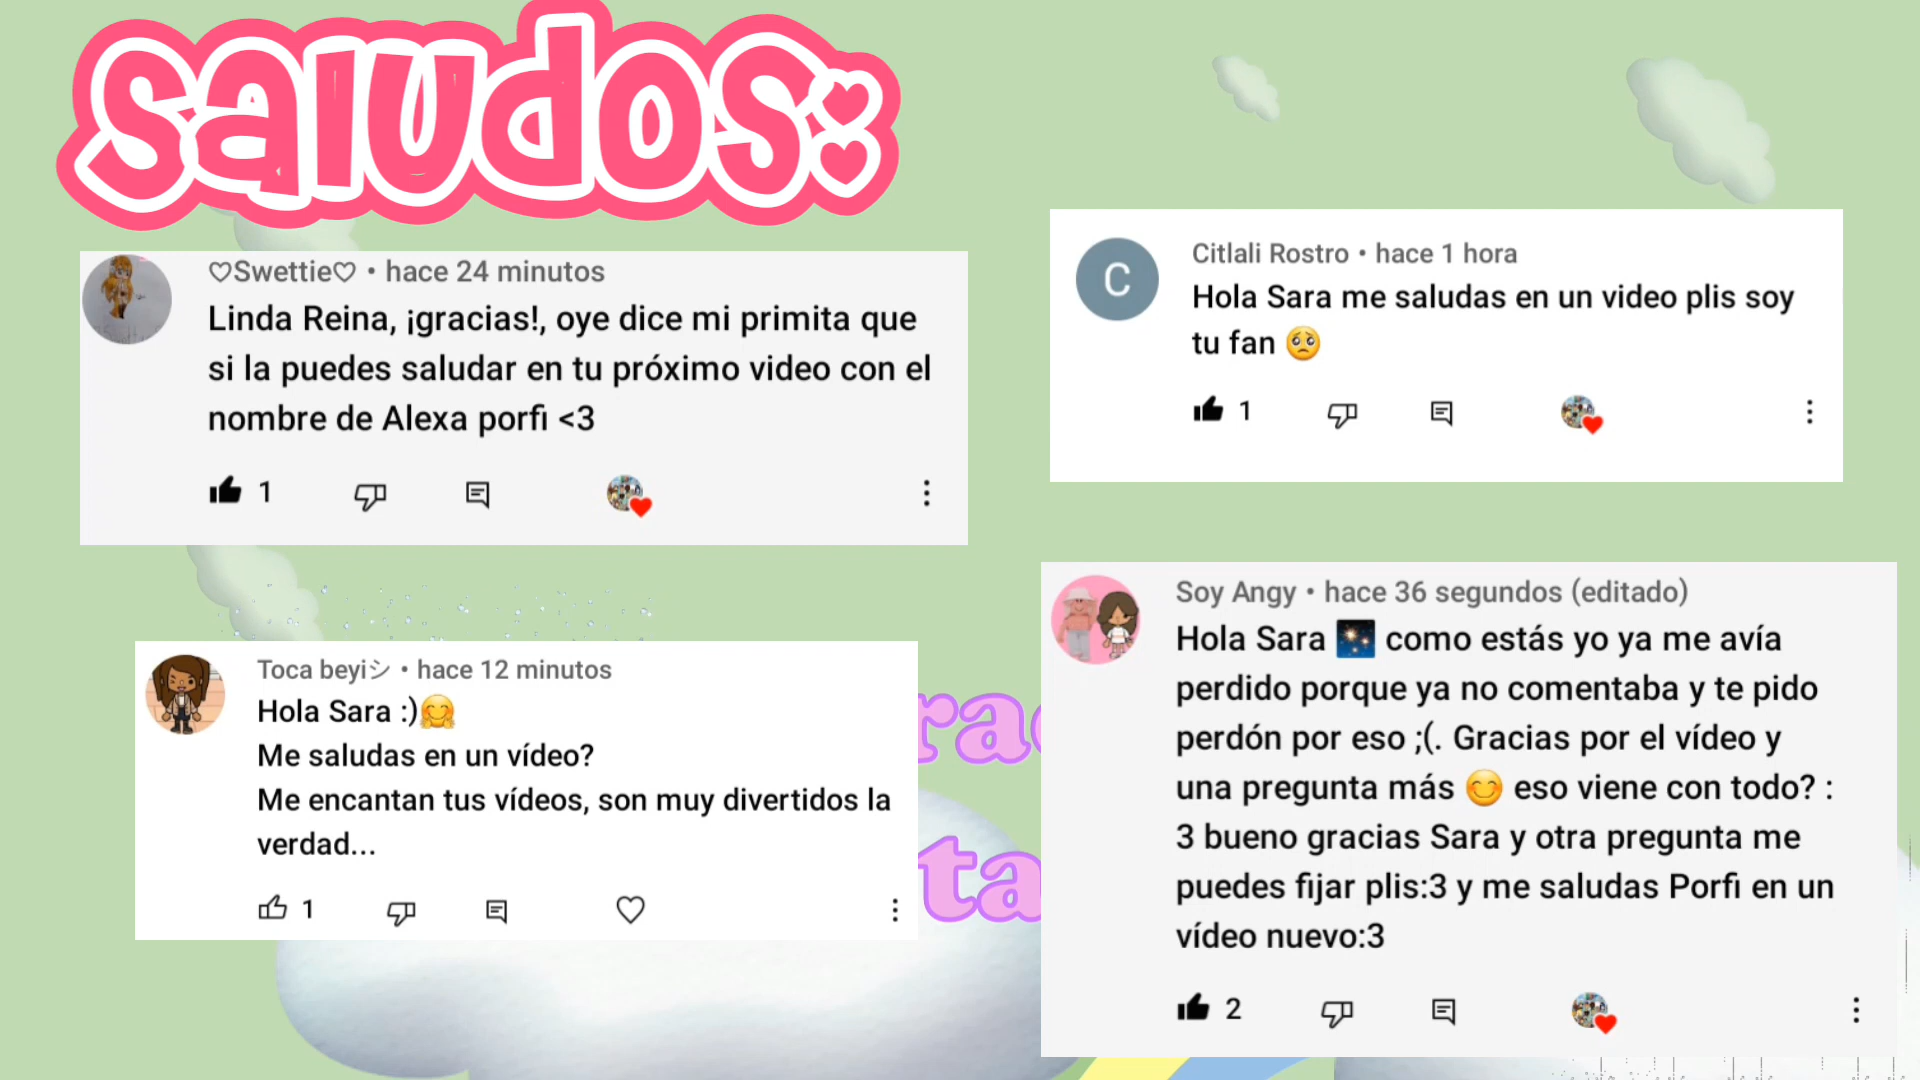 saludos:
♡Swettie♡ • hace 24 minutos
Linda Reina, ¡gracias!, oye dice mi primita que
si la puedes saludar en tu próximo video con el
nombre de Alexa porfi <3
1
Citlali Rostro • hace 1 hora
C
Hola Sara me saludas en un video plis soy
tu fan 🥺
1
Toca beyiシ • hace 12 minutos
Hola Sara :)🤗
Me saludas en un vídeo?
Me encantan tus vídeos, son muy divertidos la
verdad...
1
Soy Angy • hace 36 segundos (editado)
Hola Sara 🎇 como estás yo ya me avía
perdido porque ya no comentaba y te pido
perdón por eso ;(. Gracias por el vídeo y
una pregunta más 😊 eso viene con todo? :
3 bueno gracias Sara y otra pregunta me
puedes fijar plis:3 y me saludas Porfi en un
vídeo nuevo:3
2